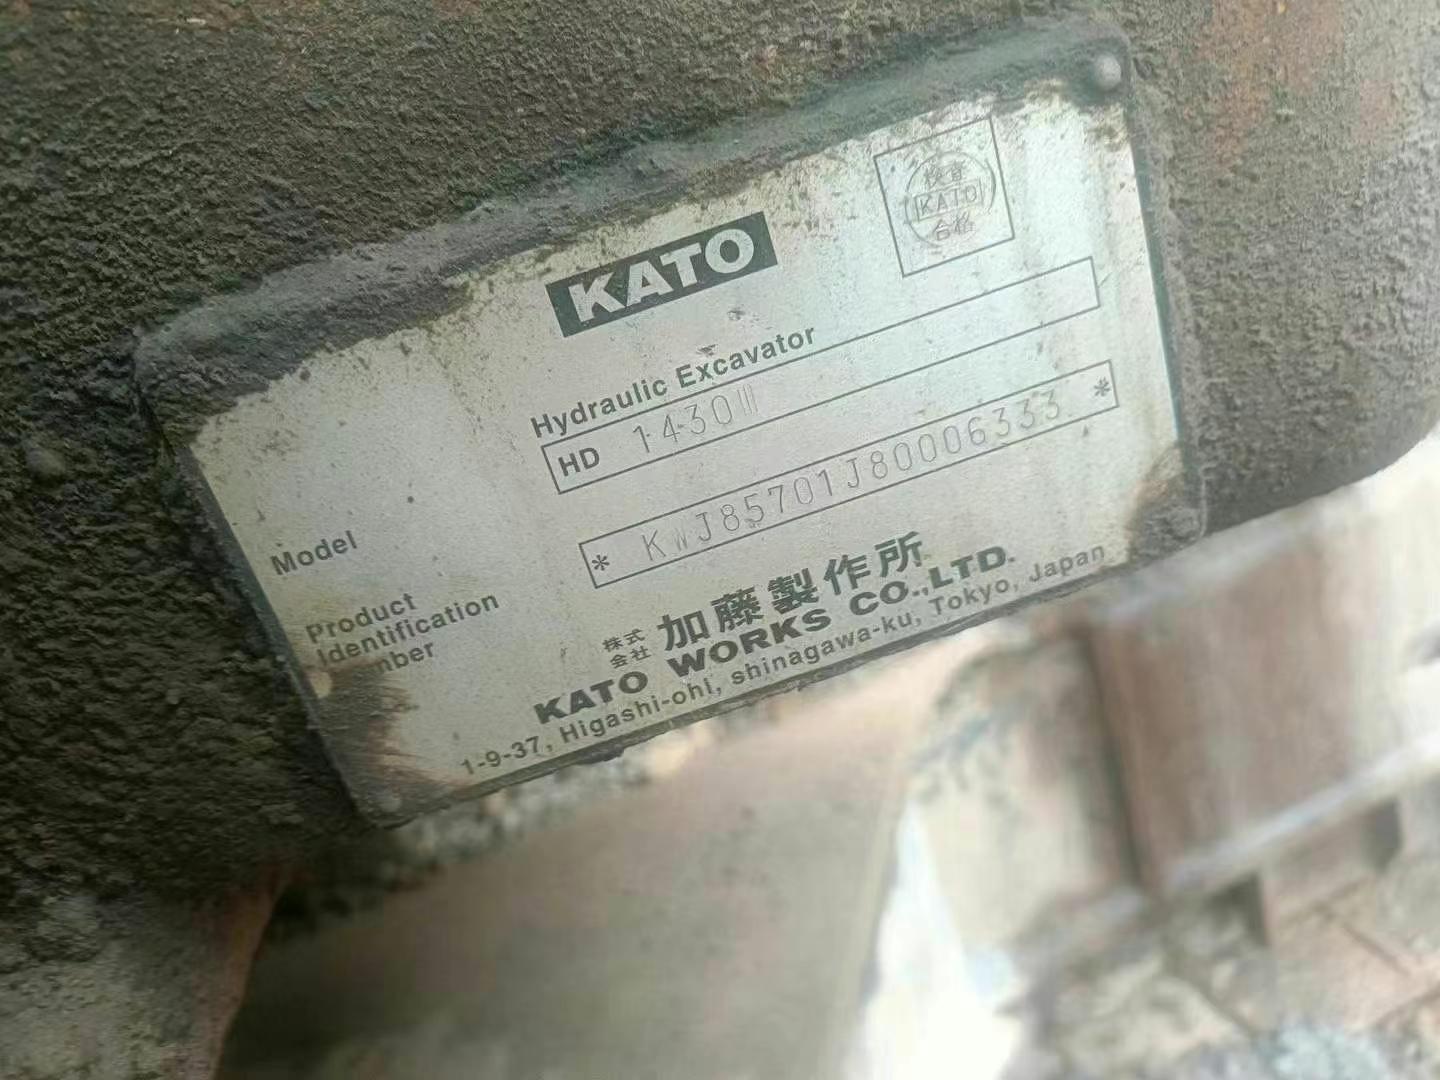 検査
KATO
合格
KATO
Hydraulic Excavator
Model HD 1430III
Product
Identification
mber
* KWJ85701J80006333 *
株式会社 加藤製作所
KATO WORKS CO.,LTD.
1-9-37, Higashi-ohi, shinagawa-ku, Tokyo, Japan